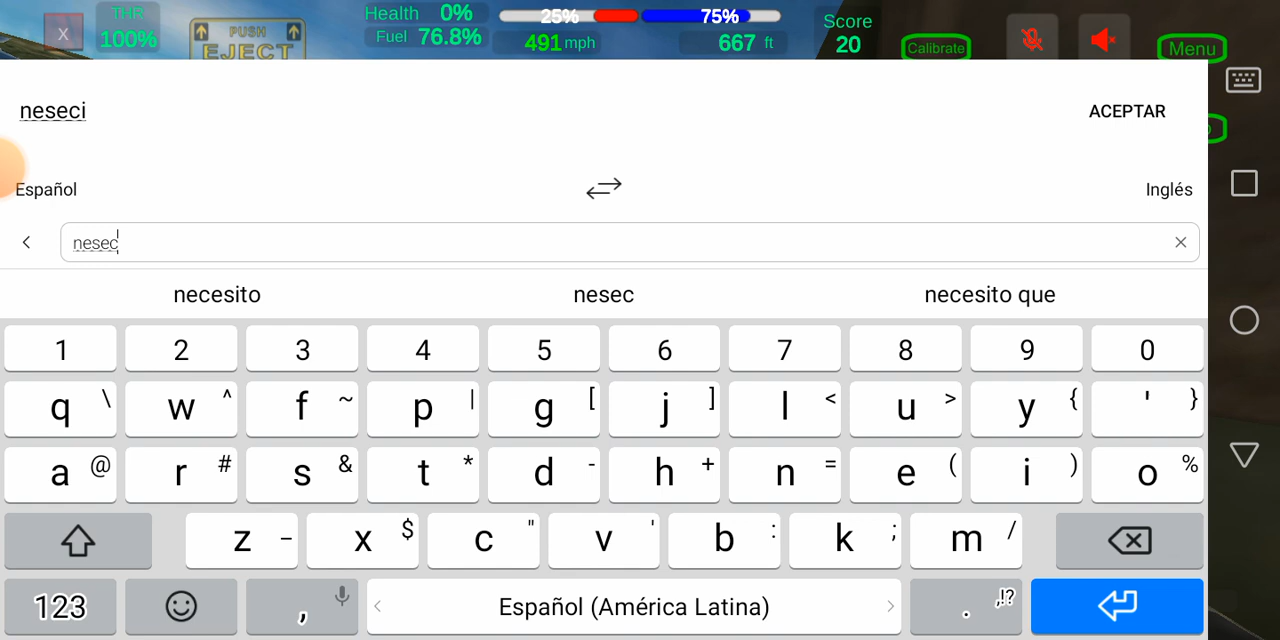 X THR 100% PUSH EJECT Health 0% Fuel 76.8% 25% 75% 491 mph 667 ft Score 20 Calibrate Menu
neseci ACEPTAR
Español Inglés
nesec
necesito nesec necesito que
1 2 3 4 5 6 7 8 9 0
q \ w ^ f ~ p | g [ j ] l < u > y { ' }
a @ r # s & t * d - h + n = e ( i ) o %
z _ x $ c " v ' b : k ; m /
123 , < Español (América Latina) > . ,!?